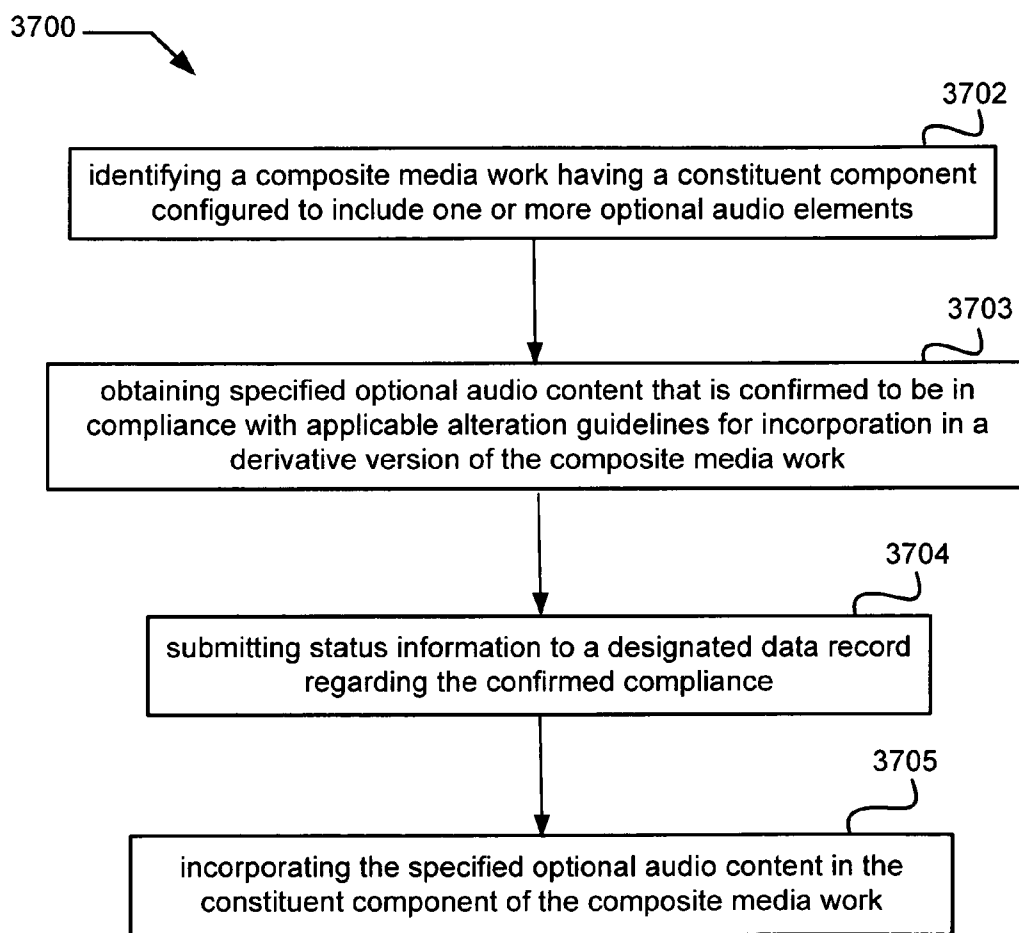 3700
3702
identifying a composite media work having a constituent component
configured to include one or more optional audio elements
3703
obtaining specified optional audio content that is confirmed to be in
compliance with applicable alteration guidelines for incorporation in a
derivative version of the composite media work
3704
submitting status information to a designated data record
regarding the confirmed compliance
3705
incorporating the specified optional audio content in the
constituent component of the composite media work